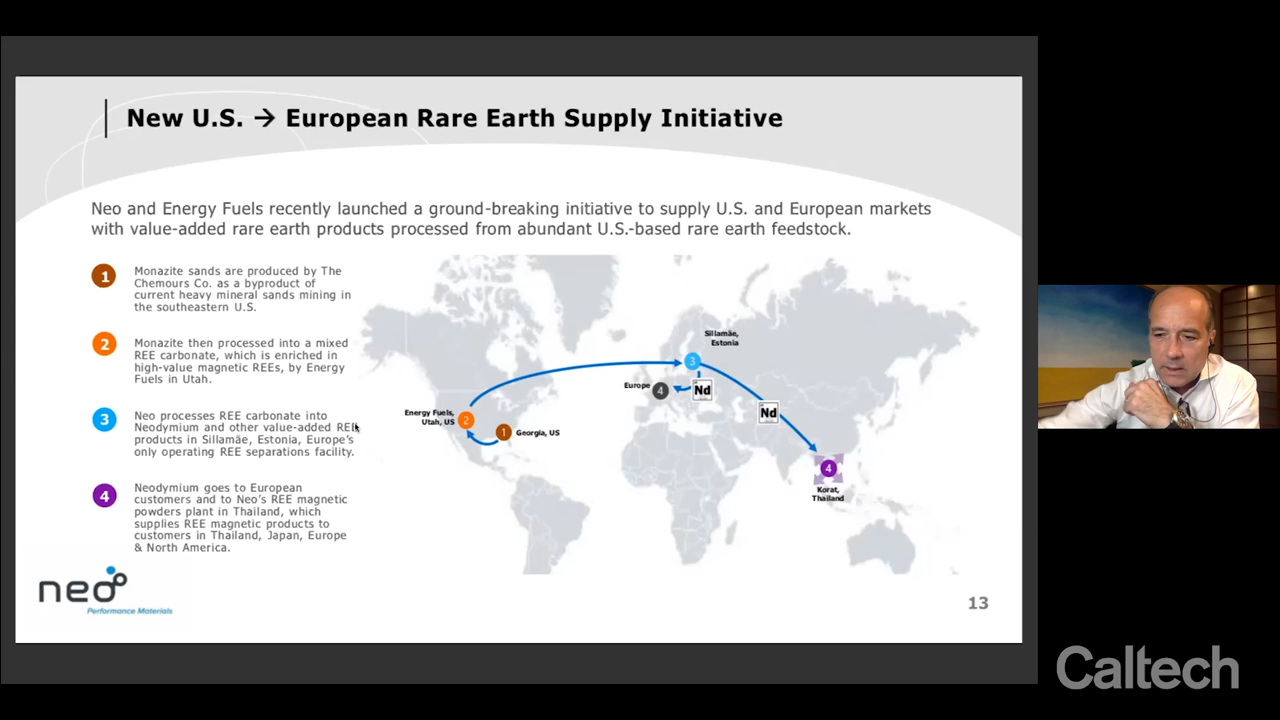 New U.S. → European Rare Earth Supply Initiative
Neo and Energy Fuels recently launched a ground-breaking initiative to supply U.S. and European markets
with value-added rare earth products processed from abundant U.S.-based rare earth feedstock.
1
Monazite sands are produced by The
Chemours Co. as a byproduct of
current heavy mineral sands mining in
the southeastern U.S.
2
Monazite then processed into a mixed
REE carbonate, which is enriched in
high-value magnetic REEs, by Energy
Fuels in Utah.
3
Neo processes REE carbonate into
Neodymium and other value-added REE
products in Sillamäe, Estonia, Europe's
only operating REE separations facility.
4
Neodymium goes to European
customers and to Neo's REE magnetic
powders plant in Thailand, which
supplies REE magnetic products to
customers in Thailand, Japan, Europe
& North America.
Sillamäe,
Estonia
3
Europe
4
Nd
Nd
Energy Fuels,
Utah, US
2
1
Georgia, US
4
Korat,
Thailand
neo
Performance Materials
13
Caltech